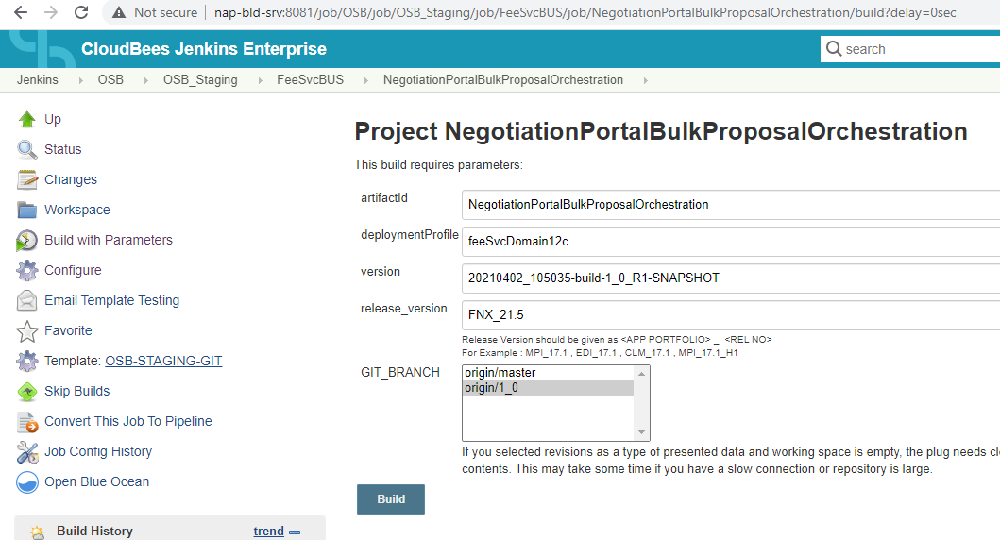 Not secure nap-bld-srv:8081/job/OSB/job/OSB_Staging/job/FeeSvcBUS/job/NegotiationPortalBulkProposalOrchestration/build?delay=0sec
CloudBees Jenkins Enterprise
search
Jenkins OSB OSB_Staging FeeSvcBUS NegotiationPortalBulkProposalOrchestration
Up
Status
Changes
Workspace
Build with Parameters
Configure
Email Template Testing
Favorite
Template: OSB-STAGING-GIT
Skip Builds
Convert This Job To Pipeline
Job Config History
Open Blue Ocean
Build History trend
Project NegotiationPortalBulkProposalOrchestration
This build requires parameters:
artifactId NegotiationPortalBulkProposalOrchestration
deploymentProfile feeSvcDomain12c
version 20210402_105035-build-1_0_R1-SNAPSHOT
release_version FNX_21.5
Release Version should be given as <APP PORTFOLIO> _ <REL NO>
For Example : MPI_17.1 , EDI_17.1 , CLM_17.1 , MPI_17.1_H1
GIT_BRANCH origin/master
origin/1_0
If you selected revisions as a type of presented data and working space is empty, the plug needs cl
contents. This may take some time if you have a slow connection or repository is large.
Build